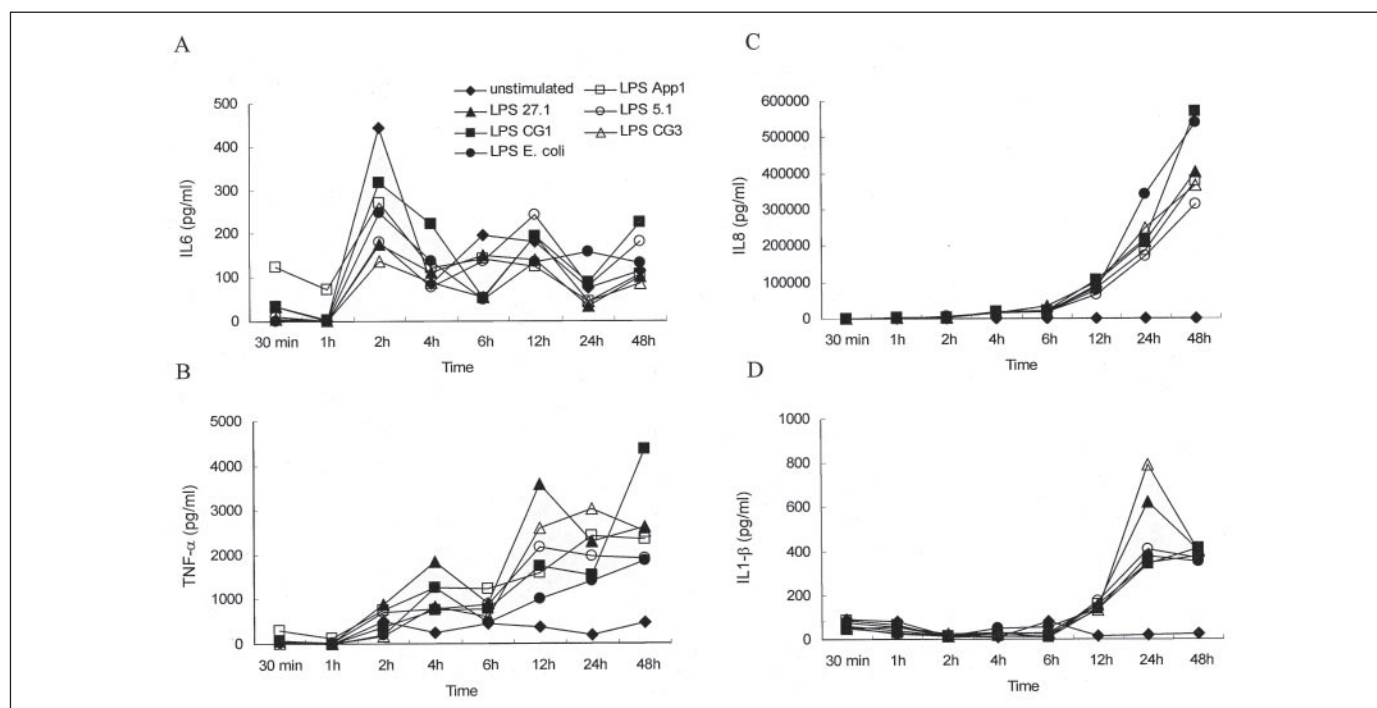 A
unstimulated
LPS App1
LPS 27.1
LPS 5.1
LPS CG1
LPS CG3
LPS E. coli
500
400
300
200
100
0
IL6 (pg/ml)
30 min 1h 2h 4h 6h 12h 24h 48h
Time
B
5000
4000
3000
2000
1000
0
TNF-α (pg/ml)
30 min 1h 2h 4h 6h 12h 24h 48h
Time
C
600000
500000
400000
300000
200000
100000
0
IL8 (pg/ml)
30 min 1h 2h 4h 6h 12h 24h 48h
Time
D
1000
800
600
400
200
0
IL1-β (pg/ml)
30 min 1h 2h 4h 6h 12h 24h 48h
Time